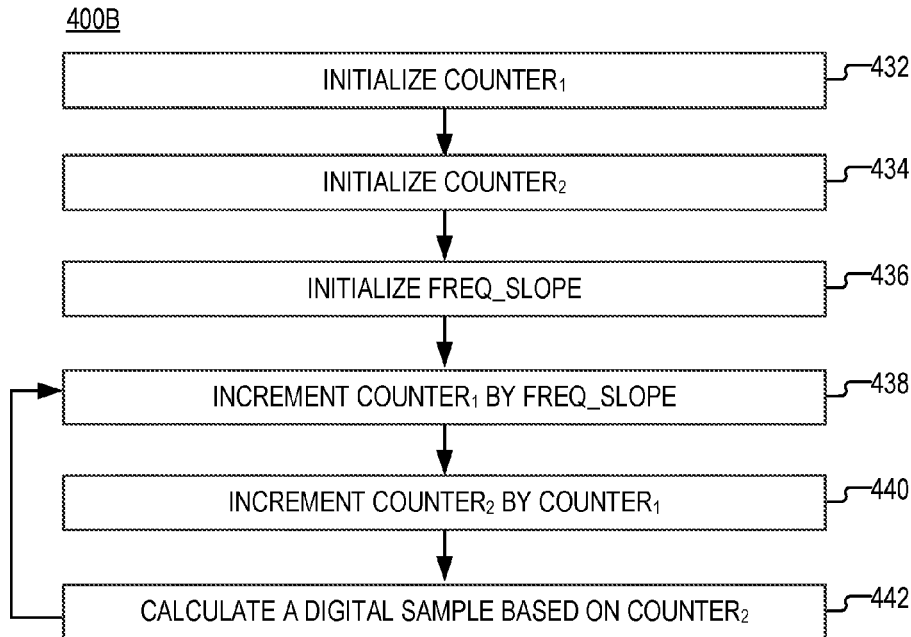 400B
INITIALIZE COUNTER₁
432
INITIALIZE COUNTER₂
434
INITIALIZE FREQ_SLOPE
436
INCREMENT COUNTER₁ BY FREQ_SLOPE
438
INCREMENT COUNTER₂ BY COUNTER₁
440
CALCULATE A DIGITAL SAMPLE BASED ON COUNTER₂
442